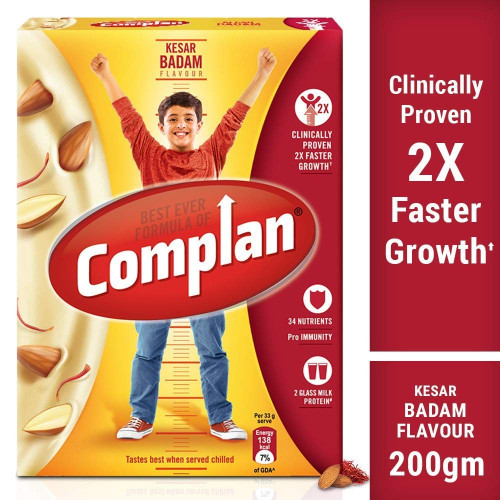 KESAR
BADAM
FLAVOUR
2X
CLINICALLY
PROVEN
2X FASTER
GROWTH†
BEST EVER
FORMULA OF
Complan®
34 NUTRIENTS
Pro IMMUNITY
2 GLASS MILK
PROTEIN#
Per 33 g
serve
Energy
138
kcal
7%
of GDA^
Tastes best when served chilled
Clinically
Proven
2X
Faster
Growth†
KESAR
BADAM
FLAVOUR
200gm